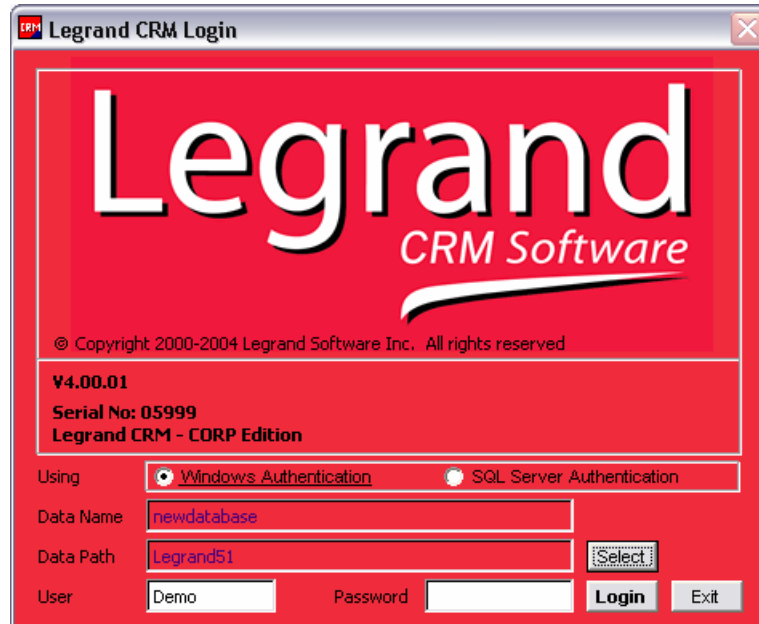 CRM Legrand CRM Login
Legrand
CRM Software
© Copyright 2000-2004 Legrand Software Inc. All rights reserved
V4.00.01
Serial No: 05999
Legrand CRM - CORP Edition
Using Windows Authentication SQL Server Authentication
Data Name newdatabase
Data Path Legrand51 Select
User Demo Password Login Exit